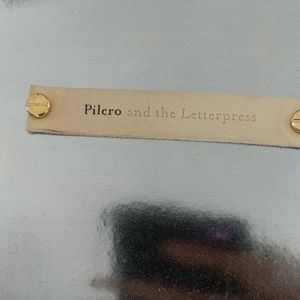 Pilcro and the Letterpress